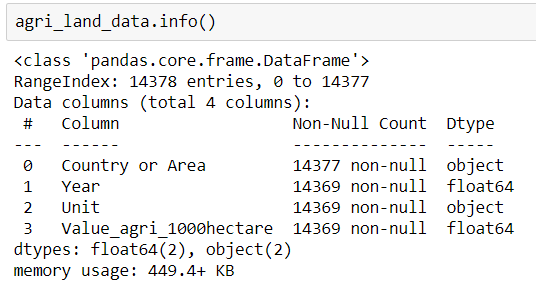 agri_land_data.info()
<class 'pandas.core.frame.DataFrame'>
RangeIndex: 14378 entries, 0 to 14377
Data columns (total 4 columns):
 #   Column                    Non-Null Count  Dtype
---  ------                    --------------  -----
 0   Country or Area           14377 non-null  object
 1   Year                      14369 non-null  float64
 2   Unit                      14369 non-null  object
 3   Value_agri_1000hectare    14369 non-null  float64
dtypes: float64(2), object(2)
memory usage: 449.4+ KB